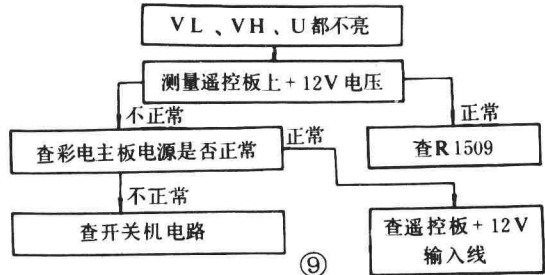 VL、VH、U都不亮
测量遥控板上+12V电压
不正常
正常
查彩电主板电源是否正常
正常
查R1509
不正常
查开关机电路
查遥控板+12V
输入线
⑨